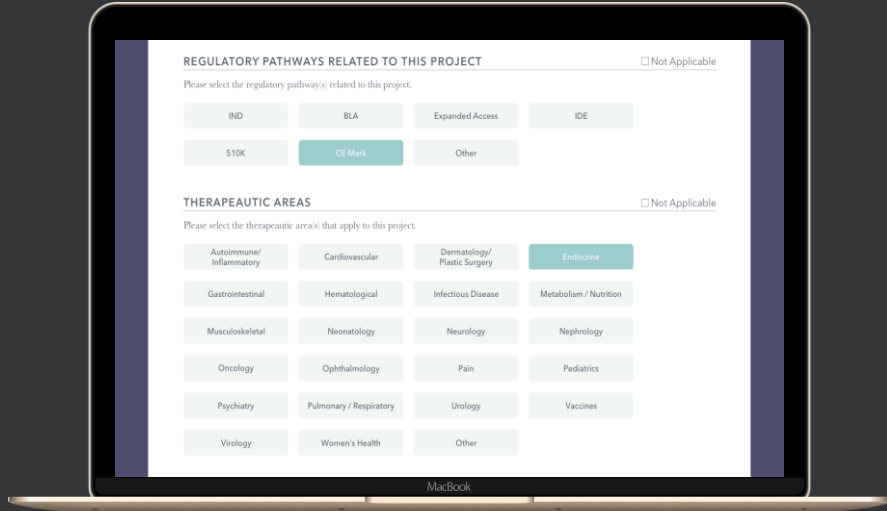 REGULATORY PATHWAYS RELATED TO THIS PROJECT
Not Applicable
Please select the regulatory pathway(s) related to this project.
IND
BLA
Expanded Access
IDE
510K
CE Mark
Other
THERAPEUTIC AREAS
Not Applicable
Please select the therapeutic area(s) that apply to this project.
Autoimmune/
Inflammatory
Cardiovascular
Dermatology/
Plastic Surgery
Endocrine
Gastrointestinal
Hematological
Infectious Disease
Metabolism / Nutrition
Musculoskeletal
Neonatology
Neurology
Nephrology
Oncology
Ophthalmology
Pain
Pediatrics
Psychiatry
Pulmonary / Respiratory
Urology
Vaccines
Virology
Women's Health
Other
MacBook